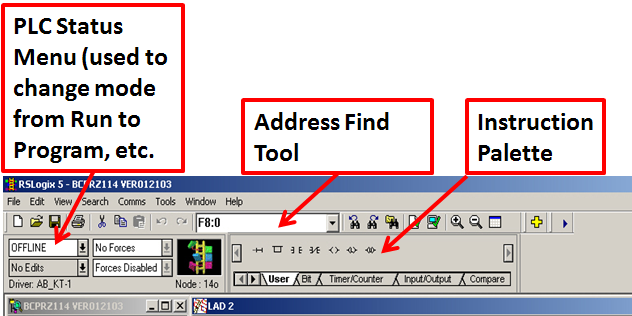 PLC Status
Menu (used to
change mode
from Run to
Program, etc.
Address Find
Tool
Instruction
Palette
RSLogix 5 - BCPRZ114 VER012103
File Edit View Search Comms Tools Window Help
F8:0
OFFLINE No Forces
No Edits Forces Disabled
Driver: AB_KT-1 Node : 14o
User Bit Timer/Counter Input/Output Compare
BCPRZ114 VER012103 LAD 2